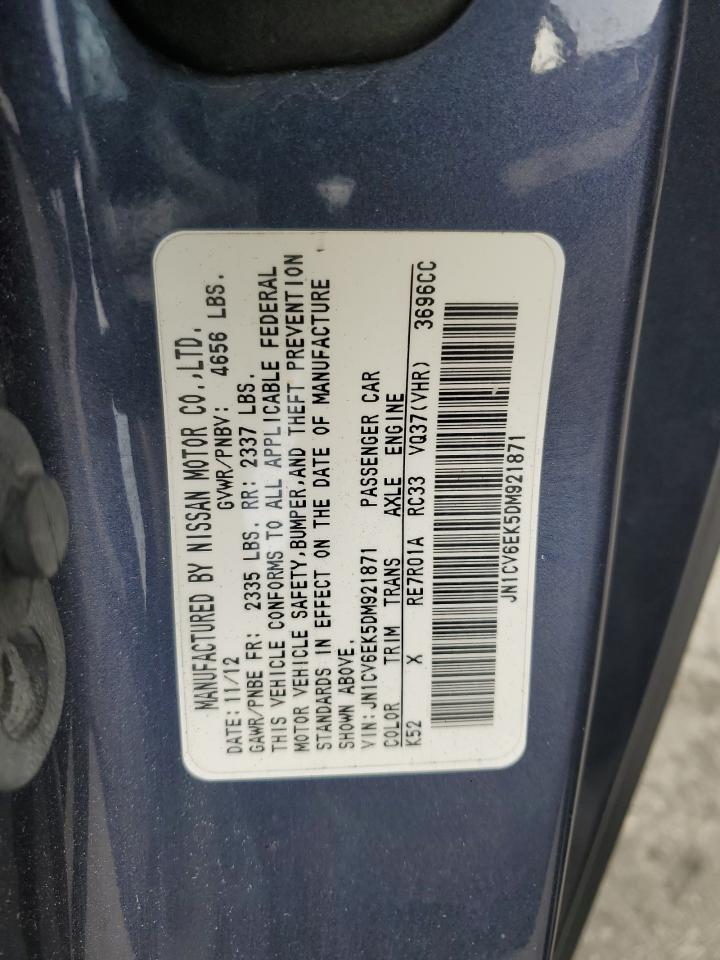 MANUFACTURED BY NISSAN MOTOR CO.,LTD.
DATE: 11/12 GVWR/PNBV: 4656 LBS.
GAWR/PNBE FR: 2335 LBS. RR: 2337 LBS.
THIS VEHICLE CONFORMS TO ALL APPLICABLE FEDERAL
MOTOR VEHICLE SAFETY,BUMPER,AND THEFT PREVENTION
STANDARDS IN EFFECT ON THE DATE OF MANUFACTURE
SHOWN ABOVE.
VIN:JN1CV6EK5DM921871 PASSENGER CAR
COLOR TRIM TRANS AXLE ENGINE
K52 X RE7R01A RC33 VQ37(VHR) 3696CC
JN1CV6EK5DM921871